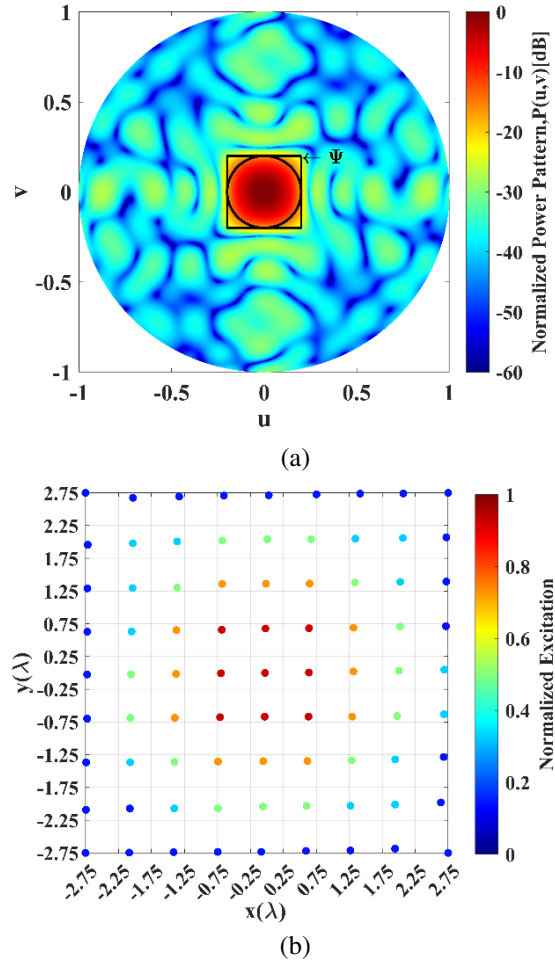 1
0.5
0
-0.5
-1
v
-1 -0.5 0 0.5 1
u
Ψ
0
-10
-20
-30
-40
-50
-60
Normalized Power Pattern,P(u,v)[dB]
(a)
2.75
2.25
1.75
1.25
0.75
0.25
-0.25
-0.75
-1.25
-1.75
-2.25
-2.75
y(λ)
-2.75 -2.25 -1.75 -1.25 -0.75 -0.25 0.25 0.75 1.25 1.75 2.25 2.75
x(λ)
1
0.8
0.6
0.4
0.2
0
Normalized Excitation
(b)